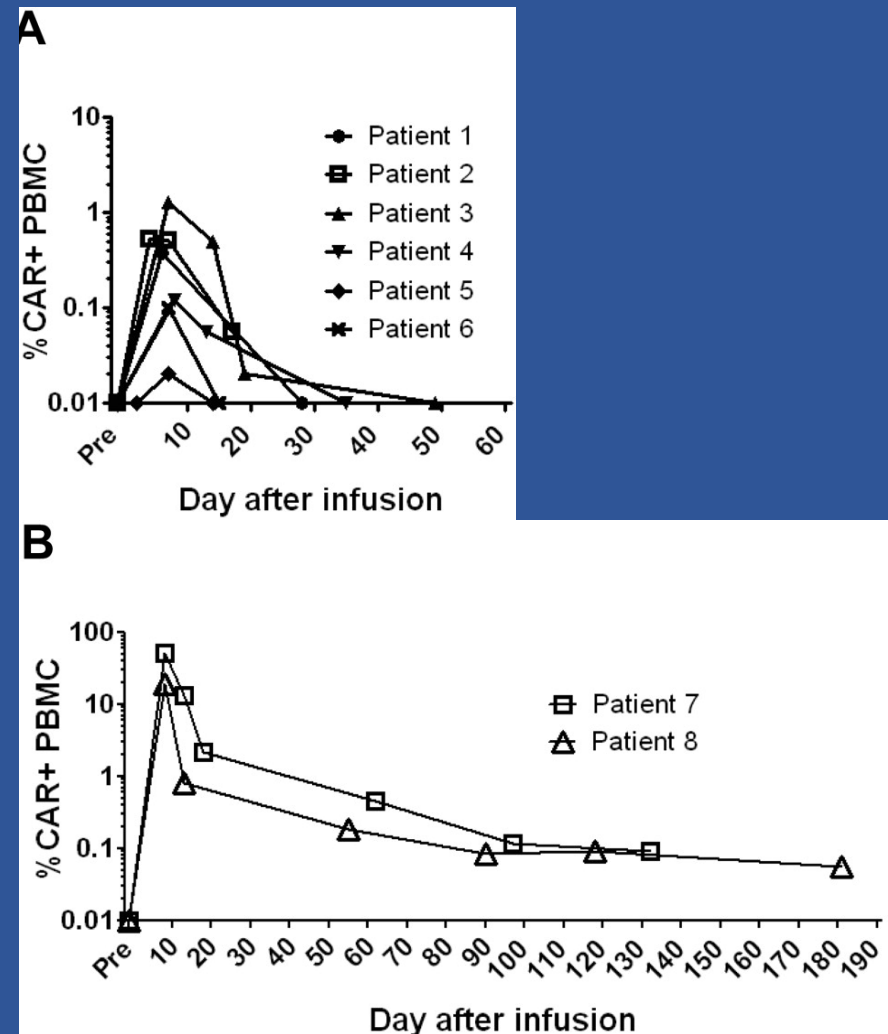 A
% CAR+ PBMC
10
1
0.1
0.01
Patient 1
Patient 2
Patient 3
Patient 4
Patient 5
Patient 6
Pre 10 20 30 40 50 60
Day after infusion
B
% CAR+ PBMC
100
10
1
0.1
0.01
Patient 7
Patient 8
Pre 10 20 30 40 50 60 70 80 90 100 110 120 130 140 150 160 170 180 190
Day after infusion